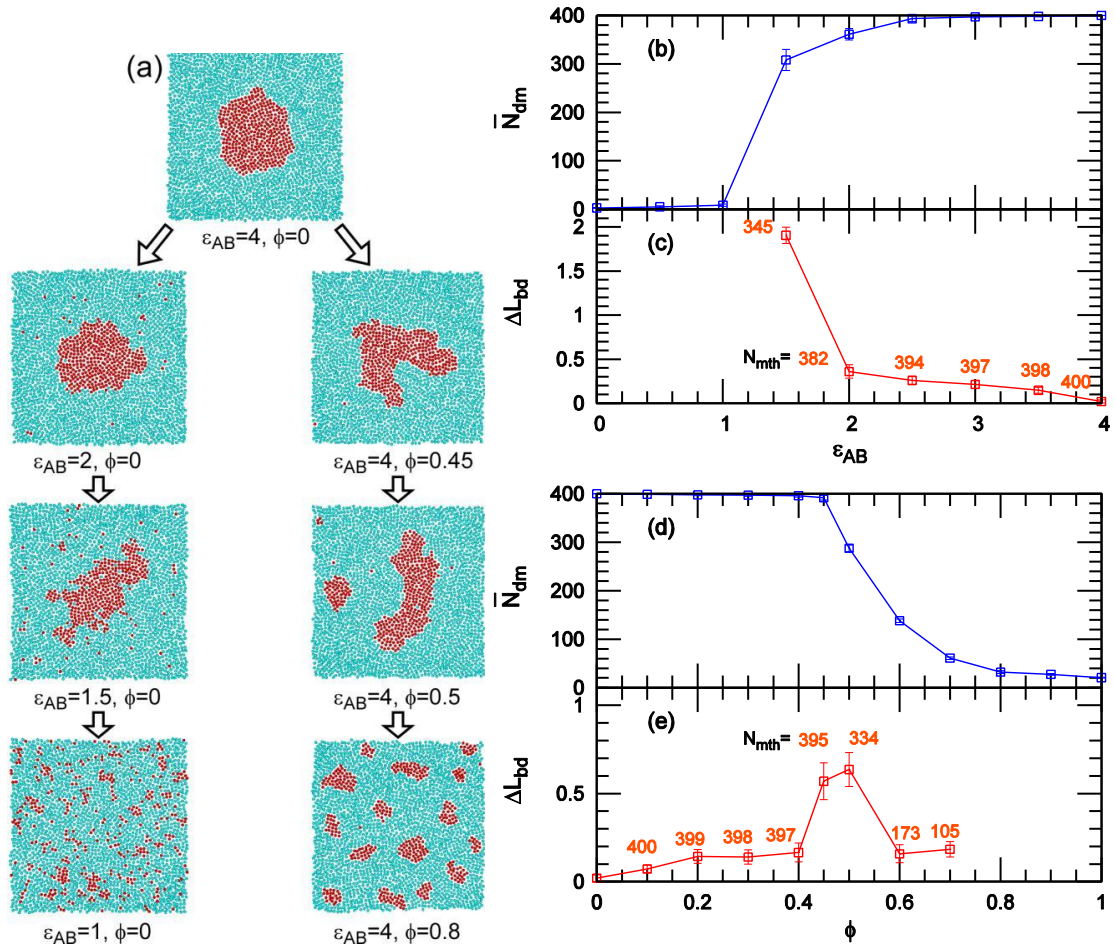 (a)
εAB=4, ϕ=0
εAB=2, ϕ=0
εAB=4, ϕ=0.45
εAB=1.5, ϕ=0
εAB=4, ϕ=0.5
εAB=1, ϕ=0
εAB=4, ϕ=0.8
(b)
400
300
200
100
0
N̅dm
(c)
2
1.5
1
0.5
0
ΔLbd
345
Nmth= 382 394 397 398 400
0 1 2 3 4
εAB
(d)
400
300
200
100
0
N̅dm
(e)
1
0.5
0
ΔLbd
Nmth= 395 334
400 399 398 397 173 105
0 0.2 0.4 0.6 0.8 1
ϕ